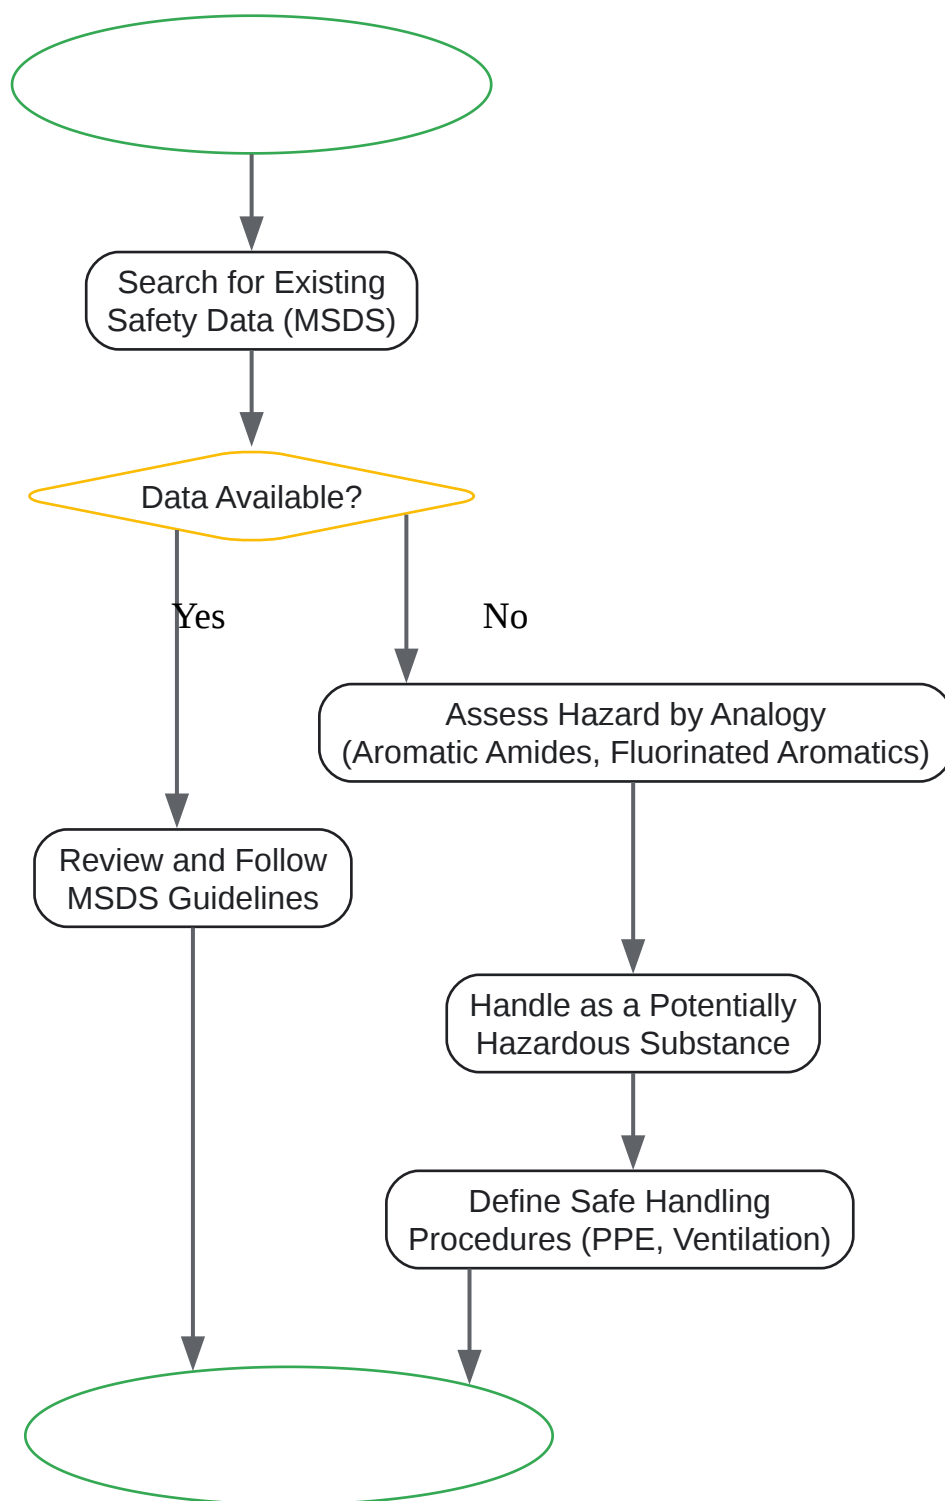 Search for Existing
Safety Data (MSDS)
Data Available?
Yes
No
Assess Hazard by Analogy
(Aromatic Amides, Fluorinated Aromatics)
Review and Follow
MSDS Guidelines
Handle as a Potentially
Hazardous Substance
Define Safe Handling
Procedures (PPE, Ventilation)